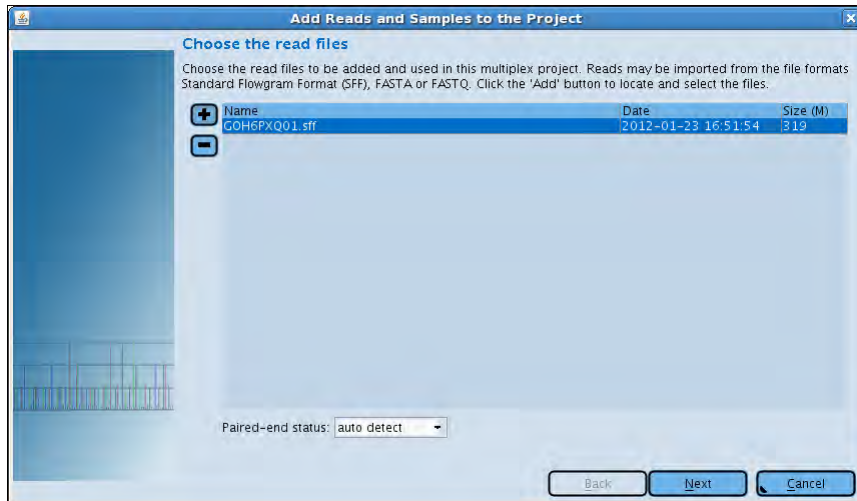 Add Reads and Samples to the Project
Choose the read files
Choose the read files to be added and used in this multiplex project. Reads may be imported from the file formats
Standard Flowgram Format (SFF), FASTA or FASTQ. Click the 'Add' button to locate and select the files.
Name Date Size (M)
GOH6PXQ01.sff 2012-01-23 16:51:54 319
Paired-end status: auto detect
Back Next Cancel